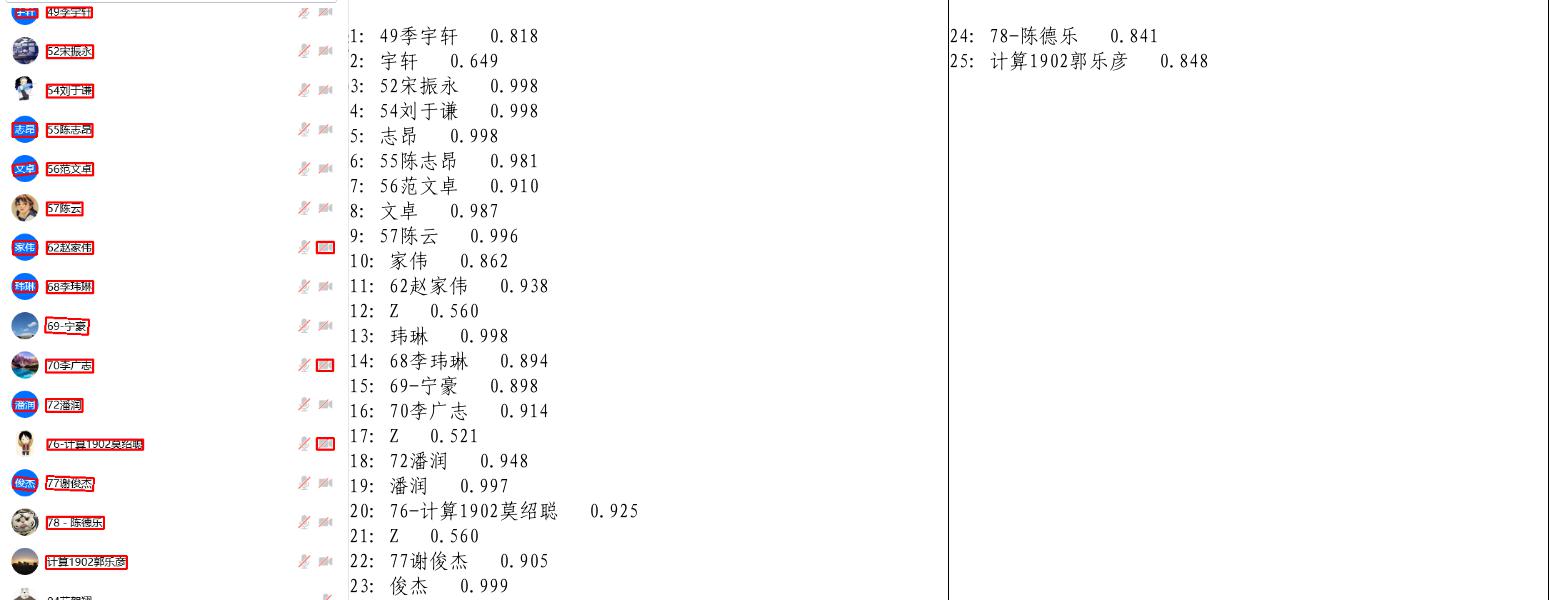 宇轩 49李宇轩
52宋振永
54刘于谦
志昂 55陈志昂
文卓 56范文卓
57陈云
家伟 62赵家伟
玮琳 68李玮琳
69-宁豪
70李广志
潘润 72潘润
76-计算1902莫绍聪
俊杰 77谢俊杰
78 - 陈德乐
计算1902郭乐彦
1: 49季宇轩 0.818
2: 宇轩 0.649
3: 52宋振永 0.998
4: 54刘于谦 0.998
5: 志昂 0.998
6: 55陈志昂 0.981
7: 56范文卓 0.910
8: 文卓 0.987
9: 57陈云 0.996
10: 家伟 0.862
11: 62赵家伟 0.938
12: Z 0.560
13: 玮琳 0.998
14: 68李玮琳 0.894
15: 69-宁豪 0.898
16: 70李广志 0.914
17: Z 0.521
18: 72潘润 0.948
19: 潘润 0.997
20: 76-计算1902莫绍聪 0.925
21: Z 0.560
22: 77谢俊杰 0.905
23: 俊杰 0.999
24: 78-陈德乐 0.841
25: 计算1902郭乐彦 0.848